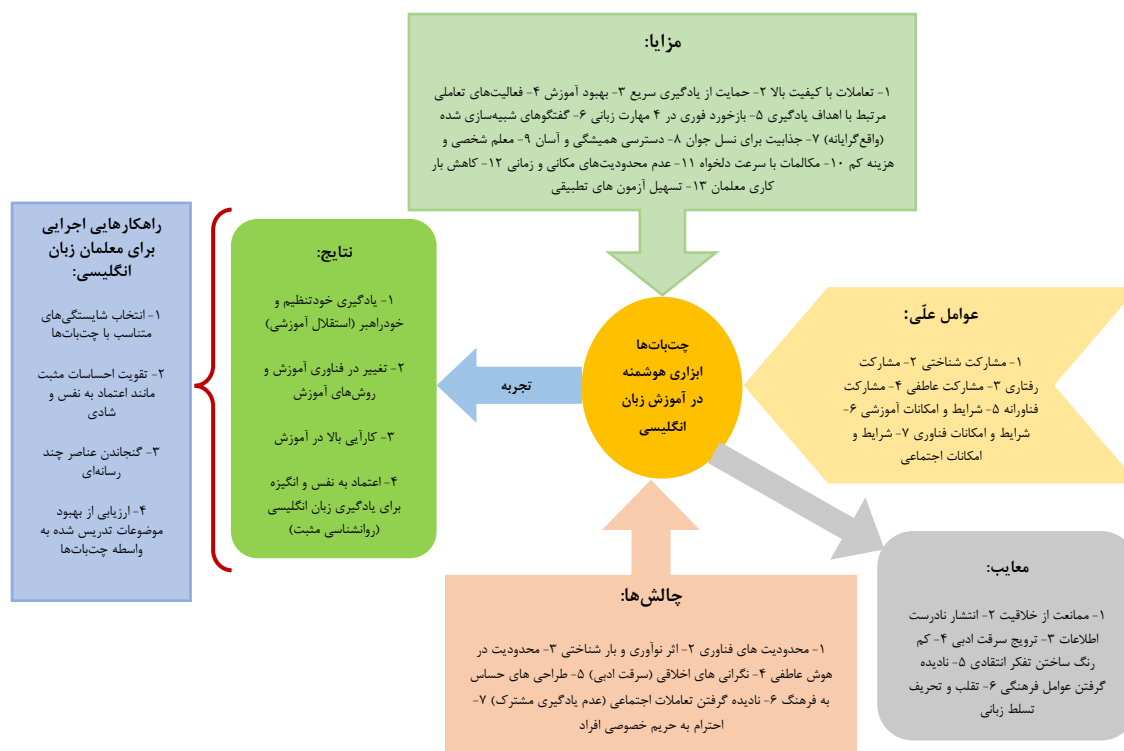 مزایا:
۱- تعاملات با کیفیت بالا ۲- حمایت از یادگیری سریع ۳- بهبود آموزش ۴- فعالیت‌های تعاملی
مرتبط با اهداف یادگیری ۵- بازخورد فوری در ۴ مهارت زبانی ۶- گفتگوهای شبیه‌سازی شده
(واقع‌گرایانه) ۷- جذابیت برای نسل جوان ۸- دسترسی همیشگی و آسان ۹- معلم شخصی و
هزینه کم ۱۰- مکالمات با سرعت دلخواه ۱۱- عدم محدودیت‌های مکانی و زمانی ۱۲- کاهش بار
کاری معلمان ۱۳- تسهیل آزمون های تطبیقی
عوامل علّی:
۱- مشارکت شناختی ۲- مشارکت
رفتاری ۳- مشارکت عاطفی ۴- مشارکت
فناورانه ۵- شرایط و امکانات آموزشی ۶-
شرایط و امکانات فناوری ۷- شرایط و
امکانات اجتماعی
چت‌بات‌ها
ابزاری هوشمنه
در آموزش زبان
انگلیسی
تجربه
نتایج:
۱- یادگیری خودتنظیم و
خودراهبر (استقلال آموزشی)
۲- تغییر در فناوری آموزش و
روش‌های آموزش
۳- کارآیی بالا در آموزش
۴- اعتماد به نفس و انگیزه
برای یادگیری زبان انگلیسی
(روانشناسی مثبت)
راهکارهایی اجرایی
برای معلمان زبان
انگلیسی:
۱- انتخاب شایستگی‌های
متناسب با چت‌بات‌ها
۲- تقویت احساسات مثبت
مانند اعتماد به نفس و
شادی
۳- گنجاندن عناصر چند
رسانه‌ای
۴- ارزیابی از بهبود
موضوعات تدریس شده به
واسطه چت‌بات‌ها
معایب:
۱- ممانعت از خلاقیت ۲- انتشار نادرست
اطلاعات ۳- ترویج سرقت ادبی ۴- کم
رنگ ساختن تفکر انتقادی ۵- نادیده
گرفتن عوامل فرهنگی ۶- تقلب و تحریف
تسلط زبانی
چالش‌ها:
۱- محدودیت های فناوری ۲- اثر نوآوری و بار شناختی ۳- محدودیت در
هوش عاطفی ۴- نگرانی های اخلاقی (سرقت ادبی) ۵- طراحی های حساس
به فرهنگ ۶- نادیده گرفتن تعاملات اجتماعی (عدم یادگیری مشترک) ۷-
احترام به حریم خصوصی افراد